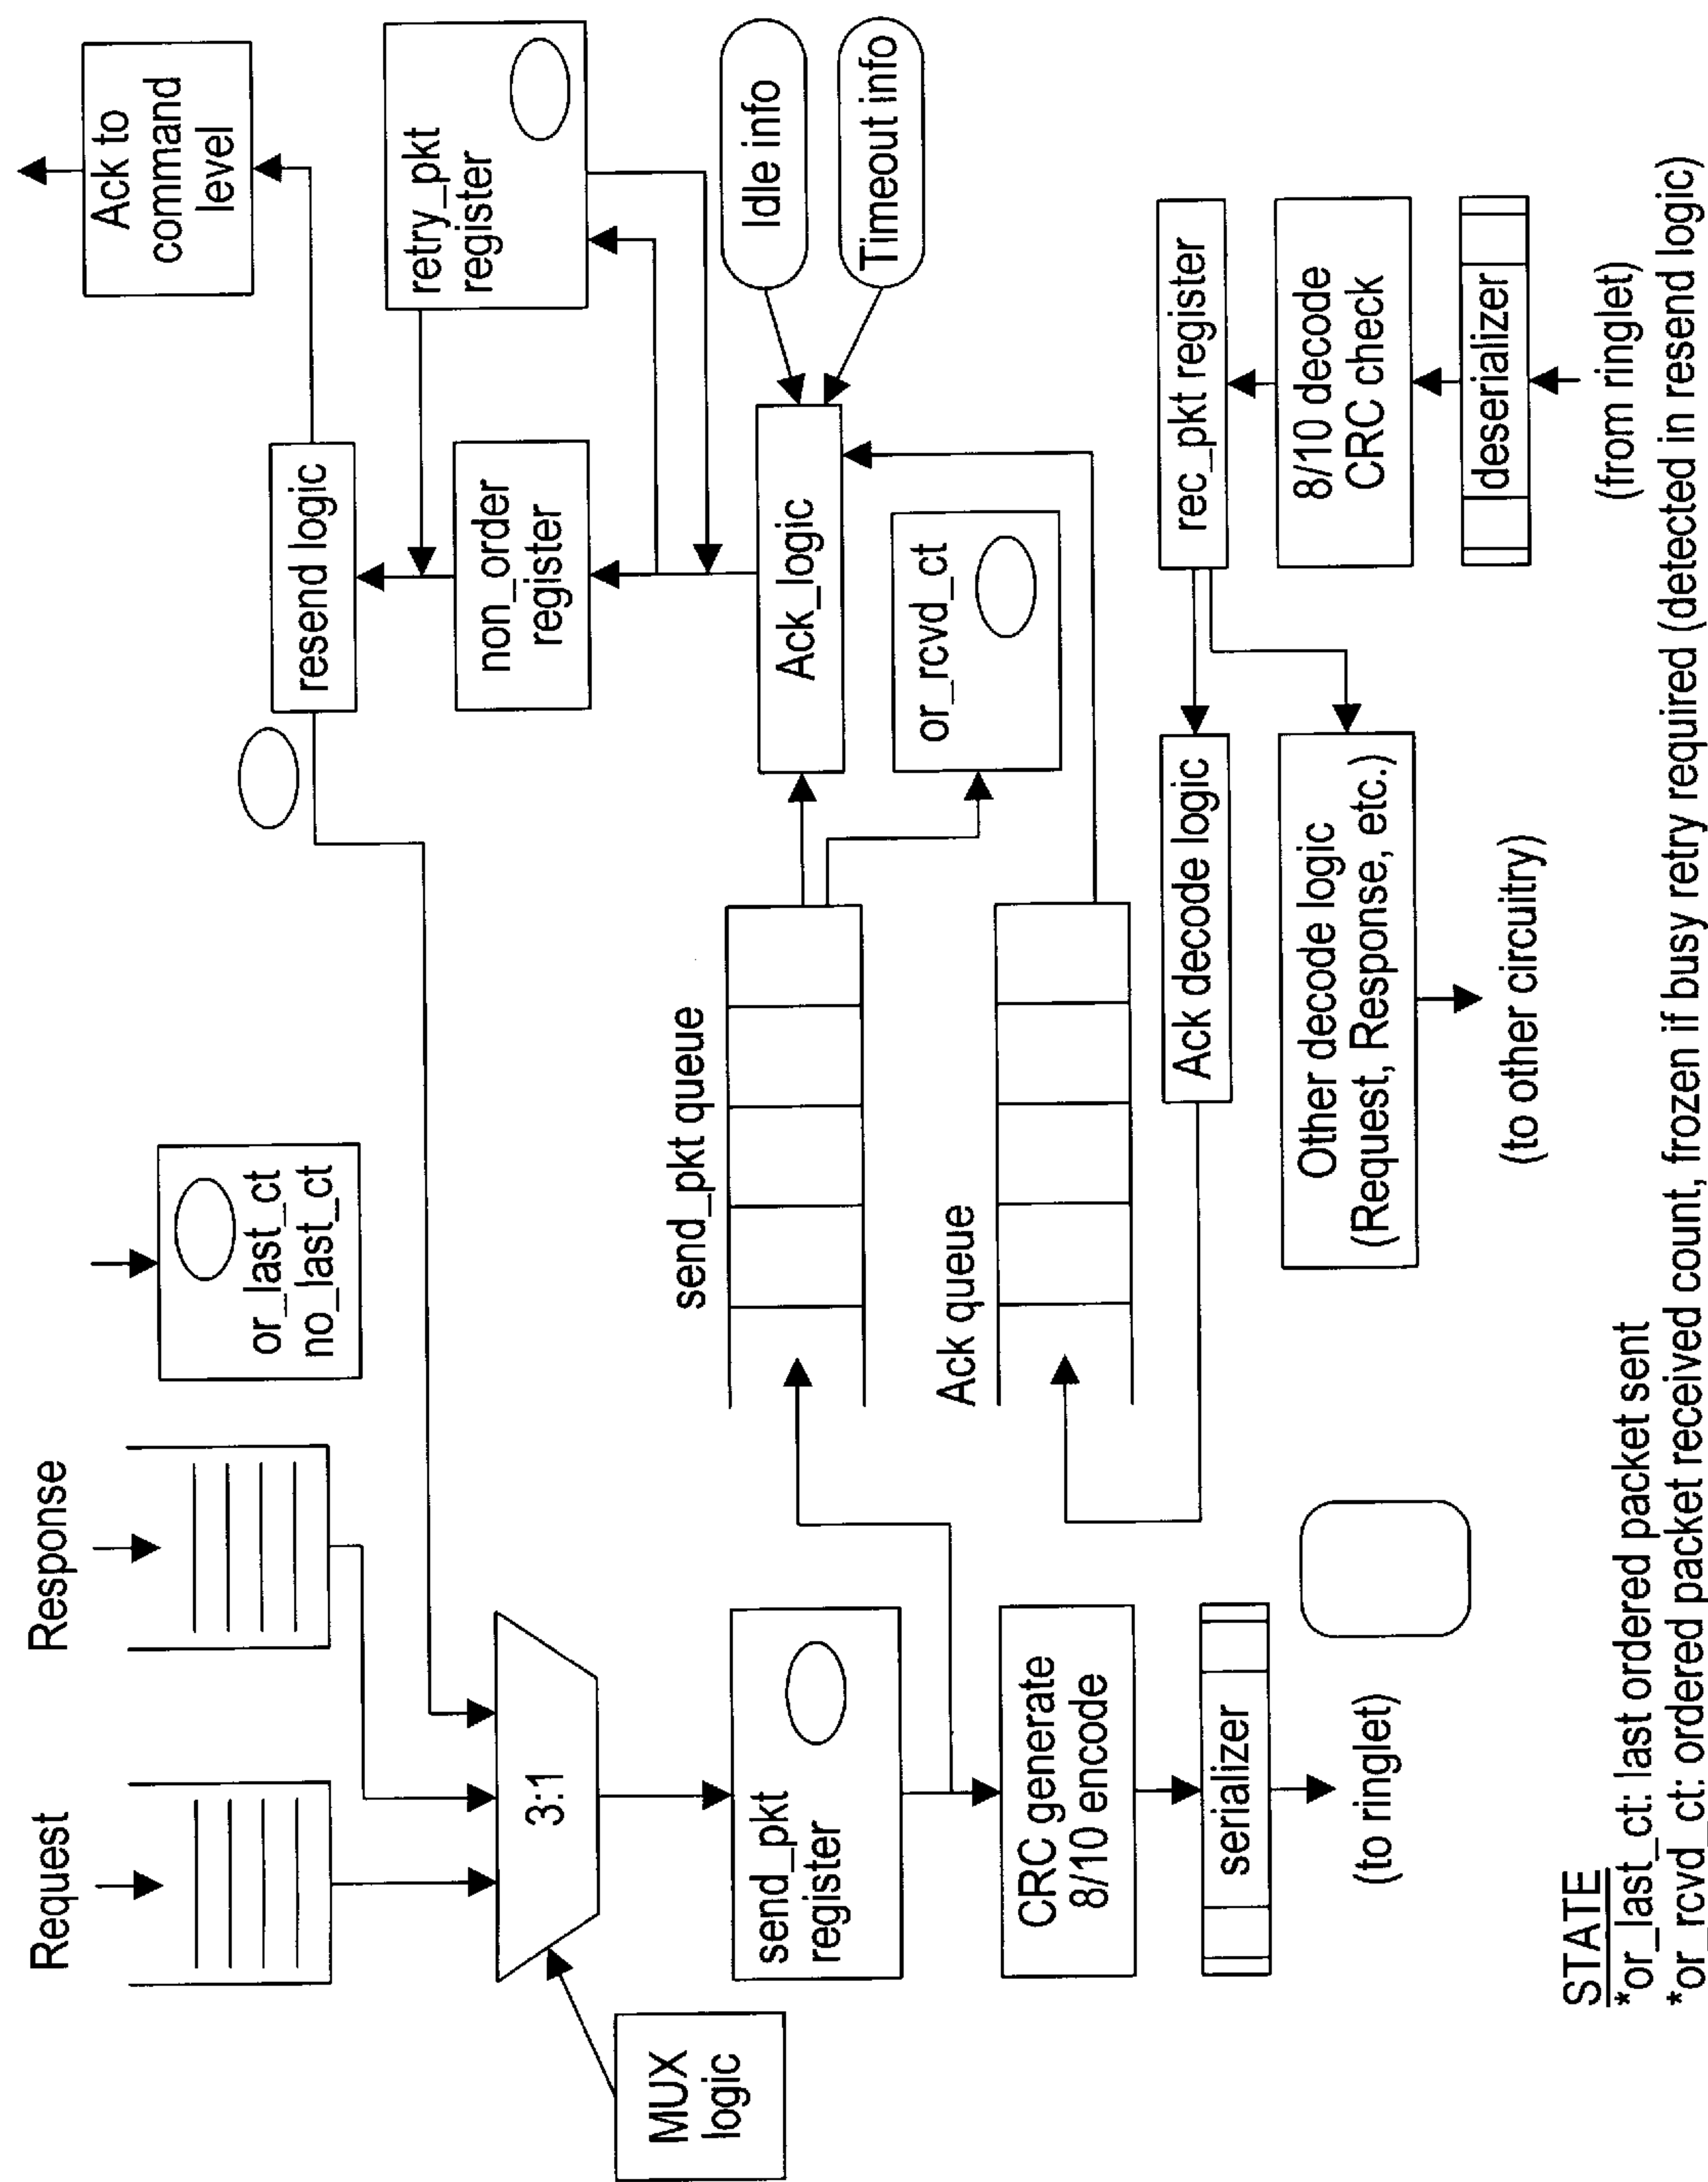 Request
Response
or_last_ct
no_last_ct
Ack to
command
level
resend logic
retry_pkt
register
non_order
register
MUX
logic
3:1
send_pkt
register
send_pkt queue
Ack_logic
Idle info
Timeout info
or_rcvd_ct
Ack queue
CRC generate
8/10 encode
serializer
(to ringlet)
Ack decode logic
Other decode logic
(Request, Response, etc.)
(to other circuitry)
rec_pkt register
8/10 decode
CRC check
deserializer
(from ringlet)
STATE
*or_last_ct: last ordered packet sent
*or_rcvd_ct: ordered packet received count, frozen if busy retry required (detected in resend logic)